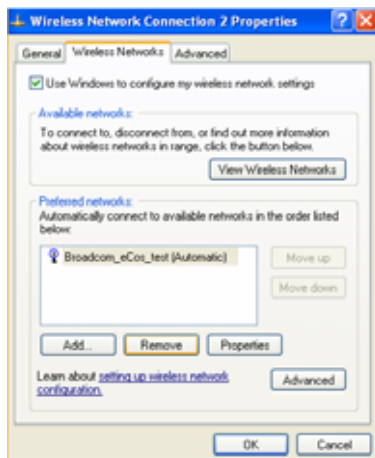 Wireless Network Connection 2 Properties
General Wireless Networks Advanced
Use Windows to configure my wireless network settings
Available networks:
To connect to, disconnect from, or find out more information
about wireless networks in range, click the button below.
View Wireless Networks
Preferred networks:
Automatically connect to available networks in the order listed
below:
Broadcom_eCos_test (Automatic)
Move up
Move down
Add... Remove Properties
Learn about setting up wireless network
configuration.
Advanced
OK Cancel